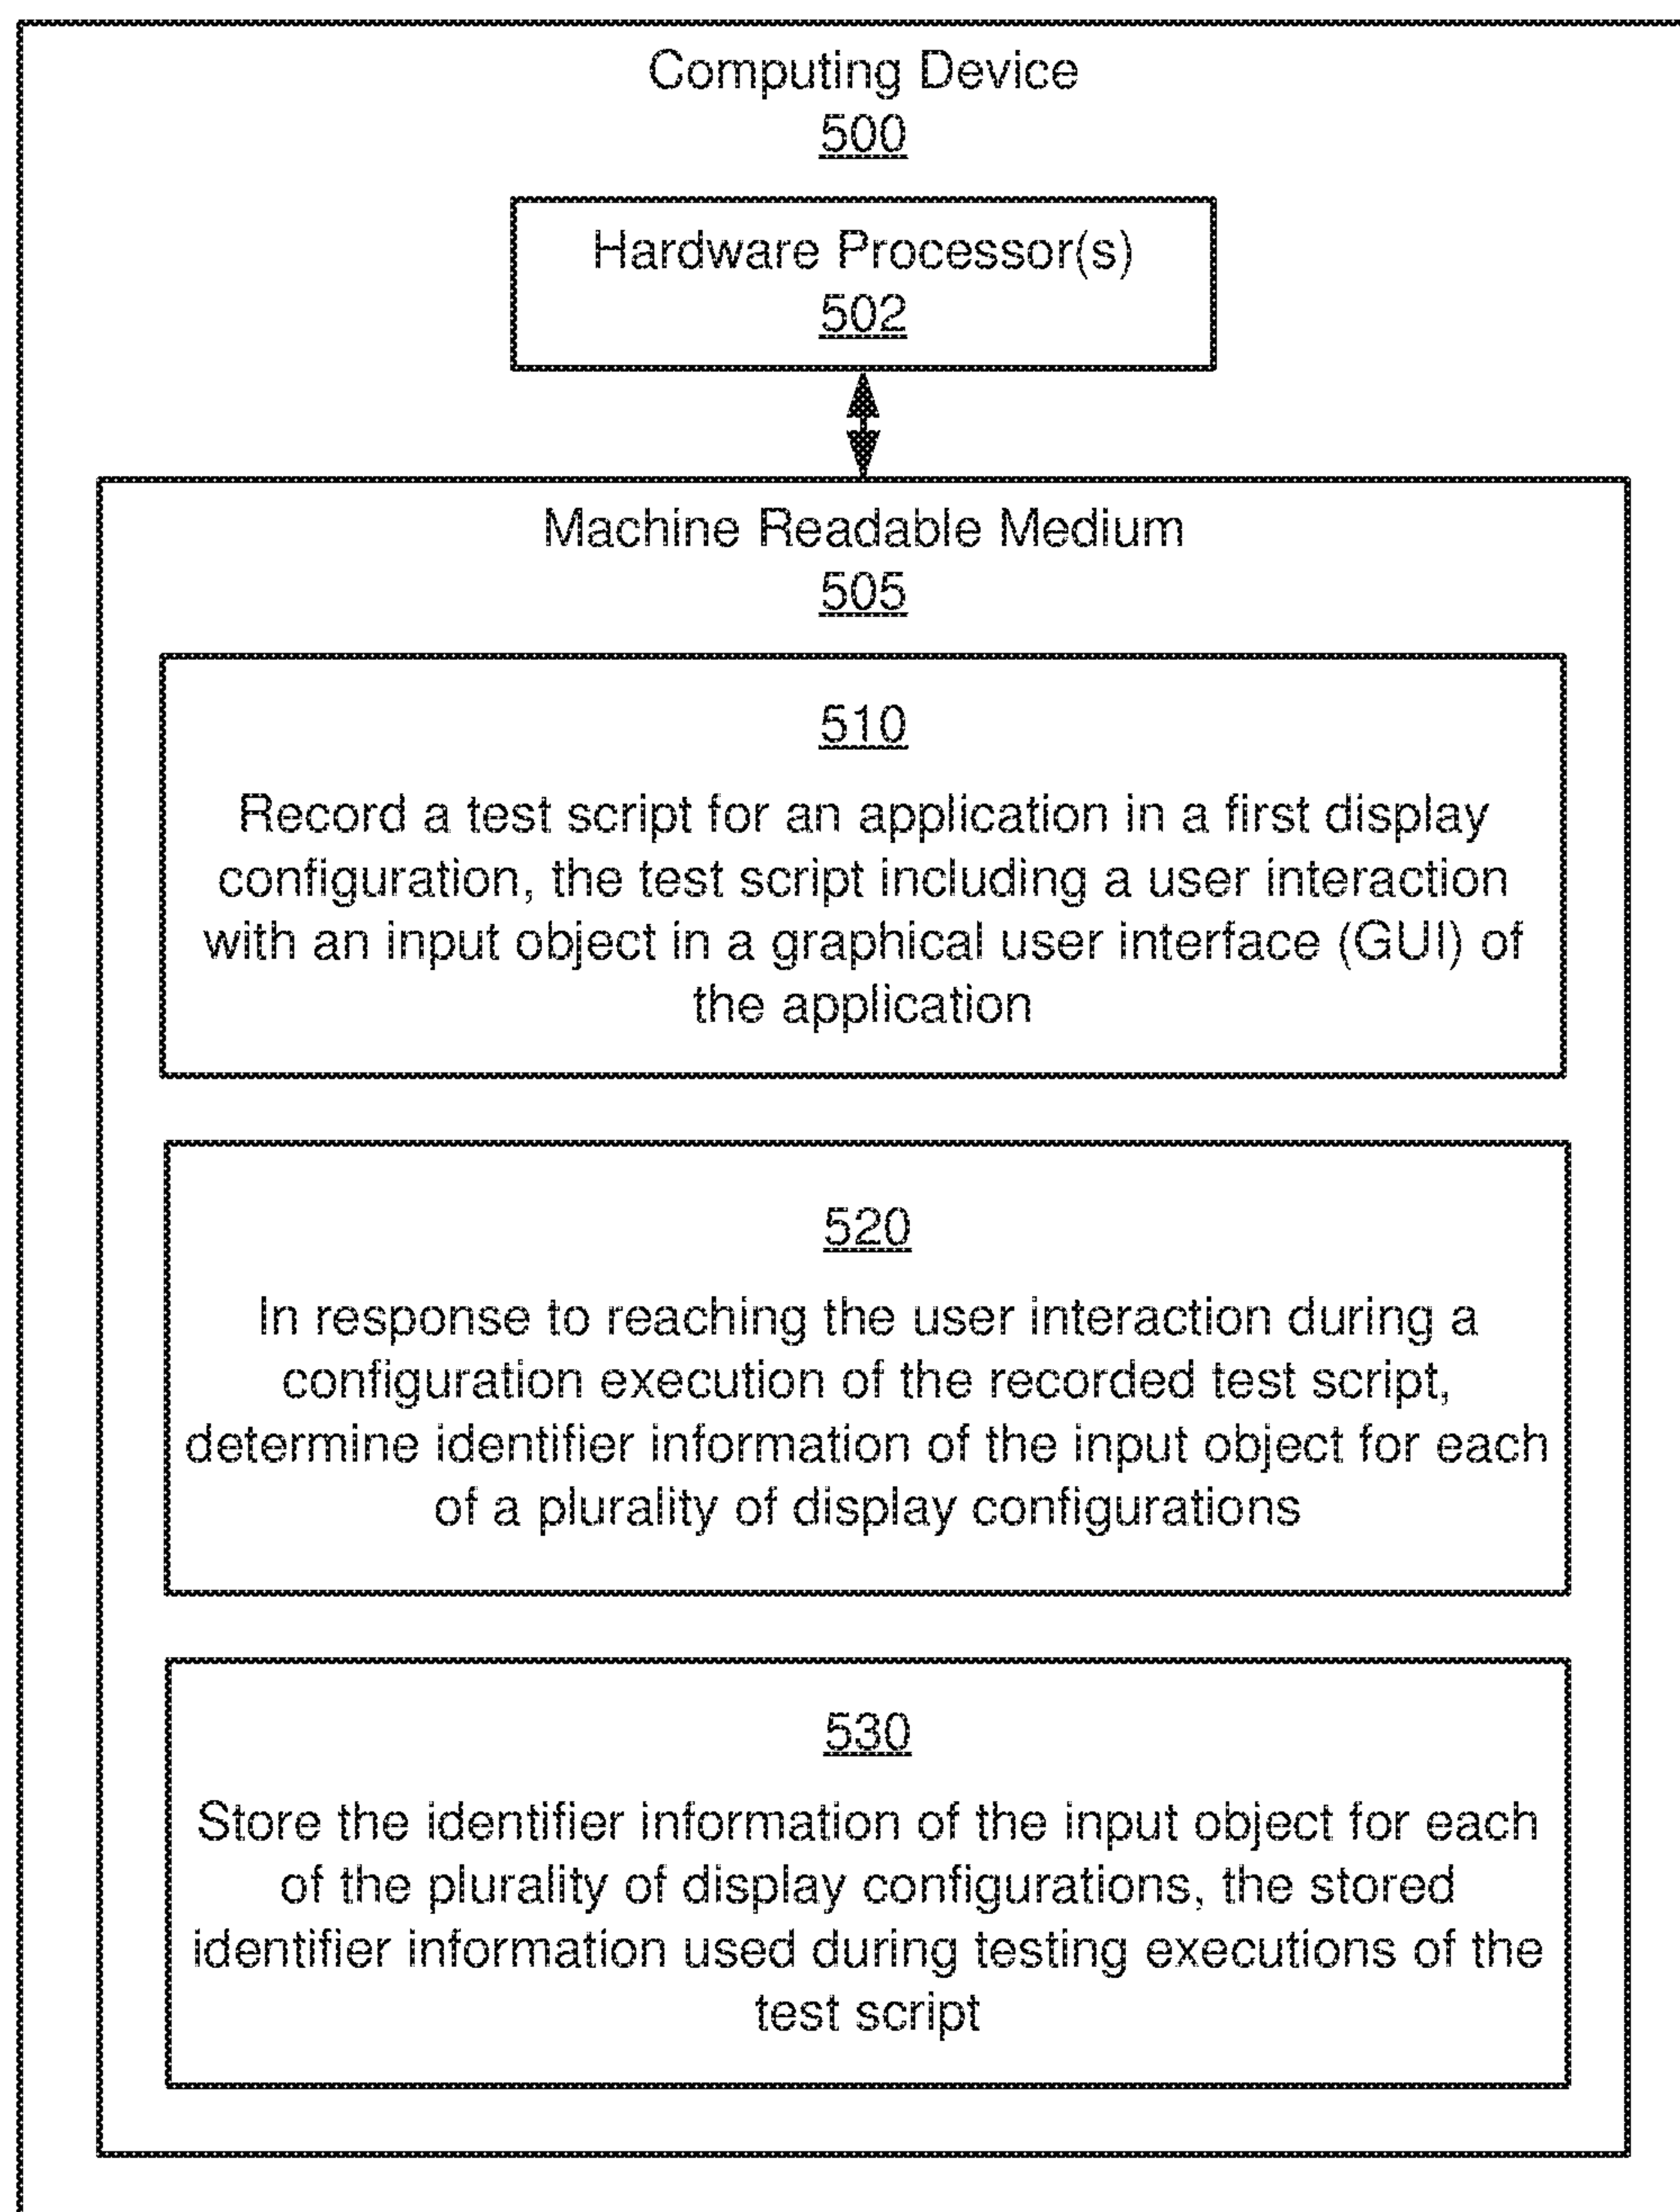 Computing Device
500
Hardware Processor(s)
502
Machine Readable Medium
505
510
Record a test script for an application in a first display
configuration, the test script including a user interaction
with an input object in a graphical user interface (GUI) of
the application
520
In response to reaching the user interaction during a
configuration execution of the recorded test script,
determine identifier information of the input object for each
of a plurality of display configurations
530
Store the identifier information of the input object for each
of the plurality of display configurations, the stored
identifier information used during testing executions of the
test script